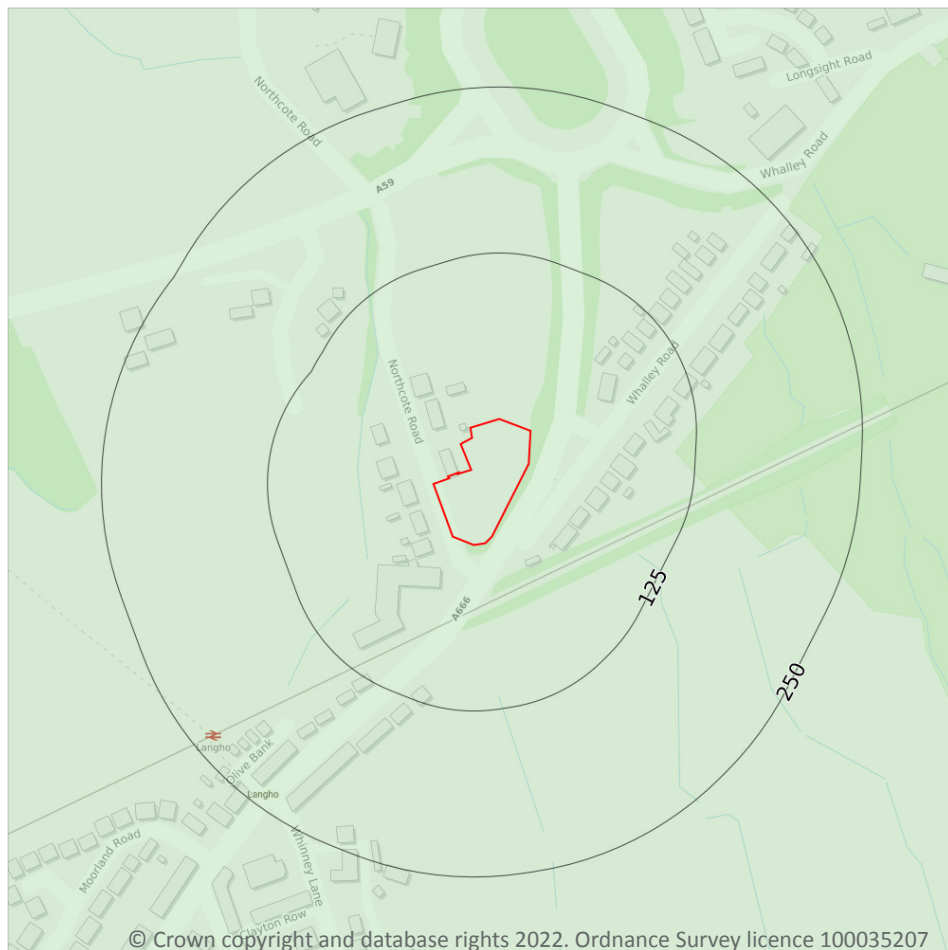 Longsight Road
Northcote Road
Whalley Road
A59
Whalley Road
Northcote Road
125
A666
250
Langho
Olive Bank
Langho
Moorland Road
Whinney Lane
Clayton Row
© Crown copyright and database rights 2022. Ordnance Survey licence 100035207